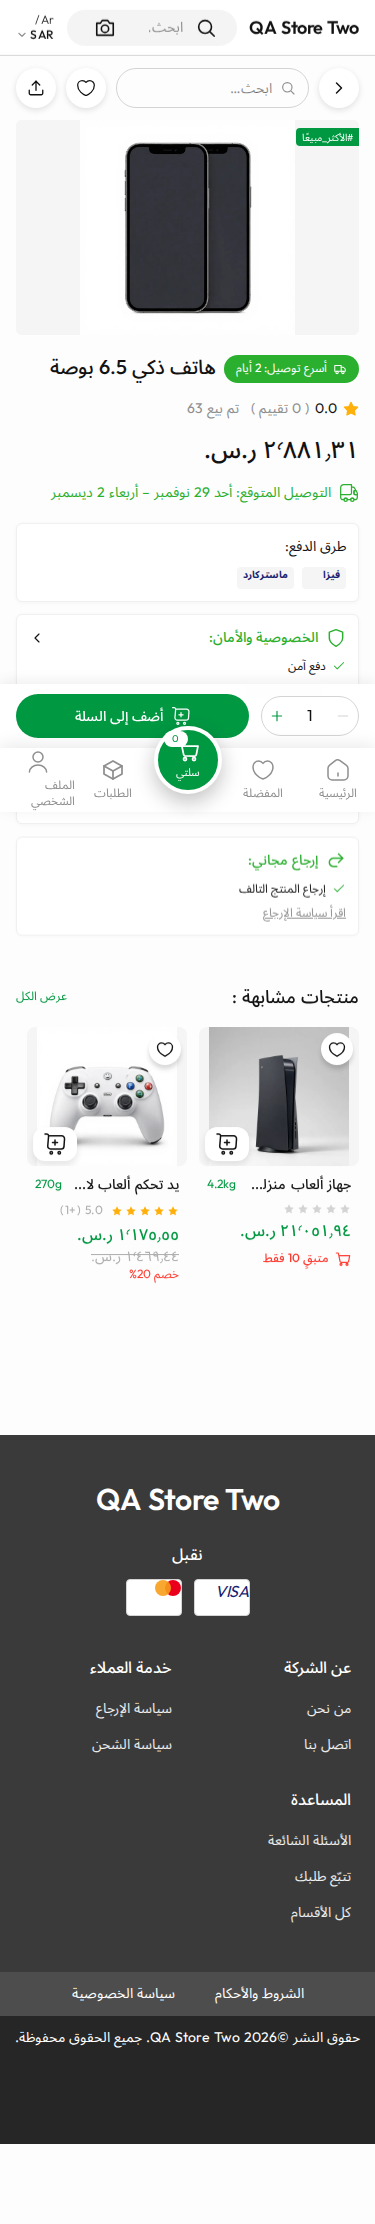 QA Store Two
ابحث.
Ar /
SAR
ابحث...
#الأكثر_مبيعًا
أسرع توصيل: 2 أيام
هاتف ذكي 6.5 بوصة
0.0 ( 0 تقييم ) تم بيع 63
٢٬٨٨١٫٣١ ر.س.
التوصيل المتوقع: أحد 29 نوفمبر – أربعاء 2 ديسمبر
طرق الدفع:
فيزا
ماستركارد
الخصوصية والأمان:
دفع آمن
1
أضف إلى السلة
الرئيسية
المفضلة
0
سلتي
الطلبات
الملف الشخصي
إرجاع مجاني:
إرجاع المنتج التالف
اقرأ سياسة الإرجاع
منتجات مشابهة :
عرض الكل
جهاز ألعاب منزلـ...
4.2kg
٢١٬٠٥١٫٩٤ ر.س.
متبقٍ 10 فقط
يد تحكم ألعاب لا...
270g
5.0 (+1)
١٬١٧٥٫٥٥ ر.س.
١٬٤٦٩٫٤٤ ر.س.
خصم 20%
QA Store Two
نقبل
VISA
عن الشركة
من نحن
اتصل بنا
خدمة العملاء
سياسة الإرجاع
سياسة الشحن
المساعدة
الأسئلة الشائعة
تتبّع طلبك
كل الأقسام
الشروط والأحكام
سياسة الخصوصية
حقوق النشر ©2026 QA Store Two. جميع الحقوق محفوظة.